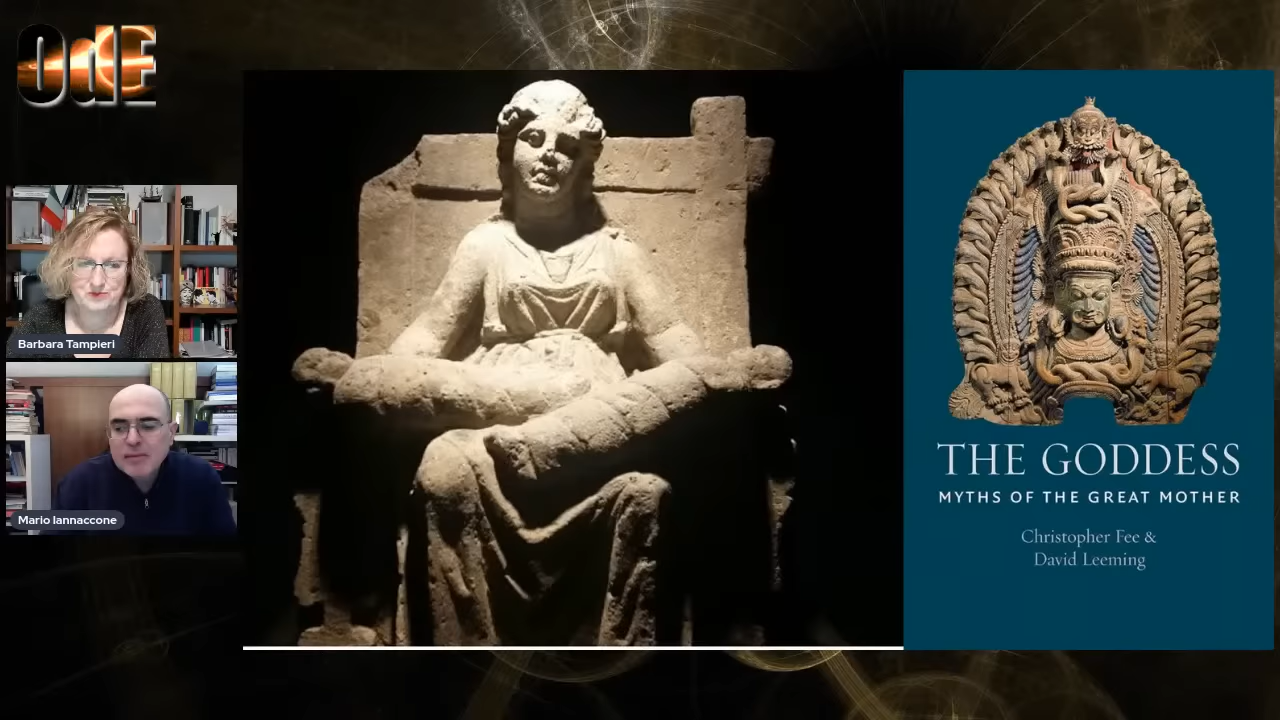 OdE
Barbara Tampieri
Mario Iannaccone
THE GODDESS
MYTHS OF THE GREAT MOTHER
Christopher Fee &
David Leeming